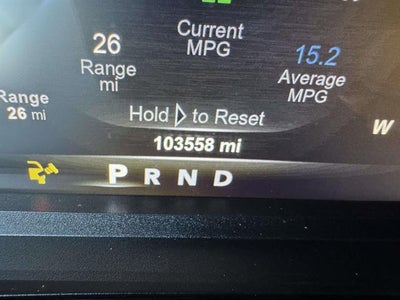 26
Range
mi
Current
MPG
15.2
Average
MPG
Range
26 mi
Hold ▷ to Reset
103558 mi
W
P R N D